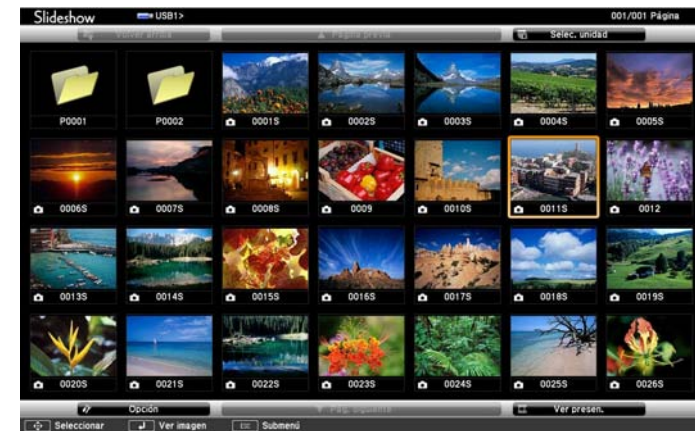 Slideshow USB1> 001/001 Página
Volver arriba Página previa Selec. unidad
P0001 P0002 0001S 0002S 0003S 0004S 0005S
0006S 0007S 0008S 0009 0010S 0011S 0012
0013S 0014S 0015S 0016S 0017S 0018S 0019S
0020S 0021S 0022S 0023S 0024S 0025S 0026S
Opción Pág. siguiente Ver presen.
Seleccionar Ver imagen Esc Submenú